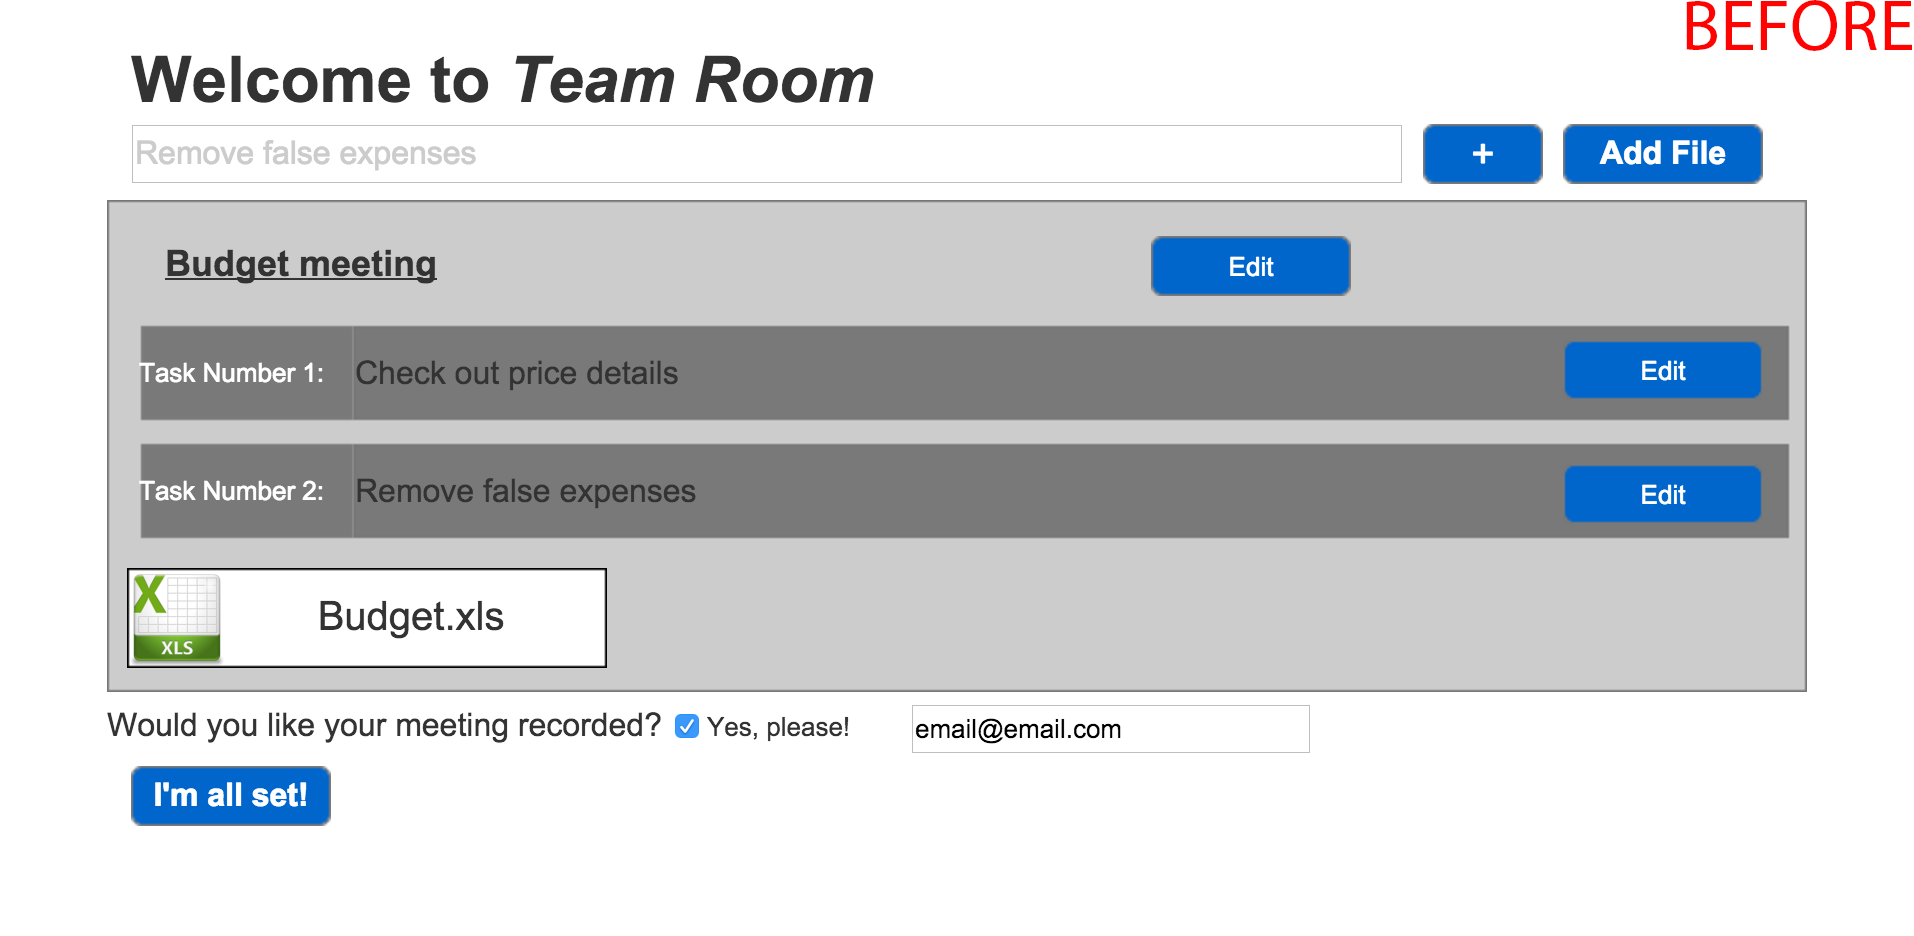 BEFORE
Welcome to Team Room
Remove false expenses
+
Add File
Budget meeting
Edit
Task Number 1:
Check out price details
Edit
Task Number 2:
Remove false expenses
Edit
X
XLS
Budget.xls
Would you like your meeting recorded?
Yes, please!
email@email.com
I'm all set!